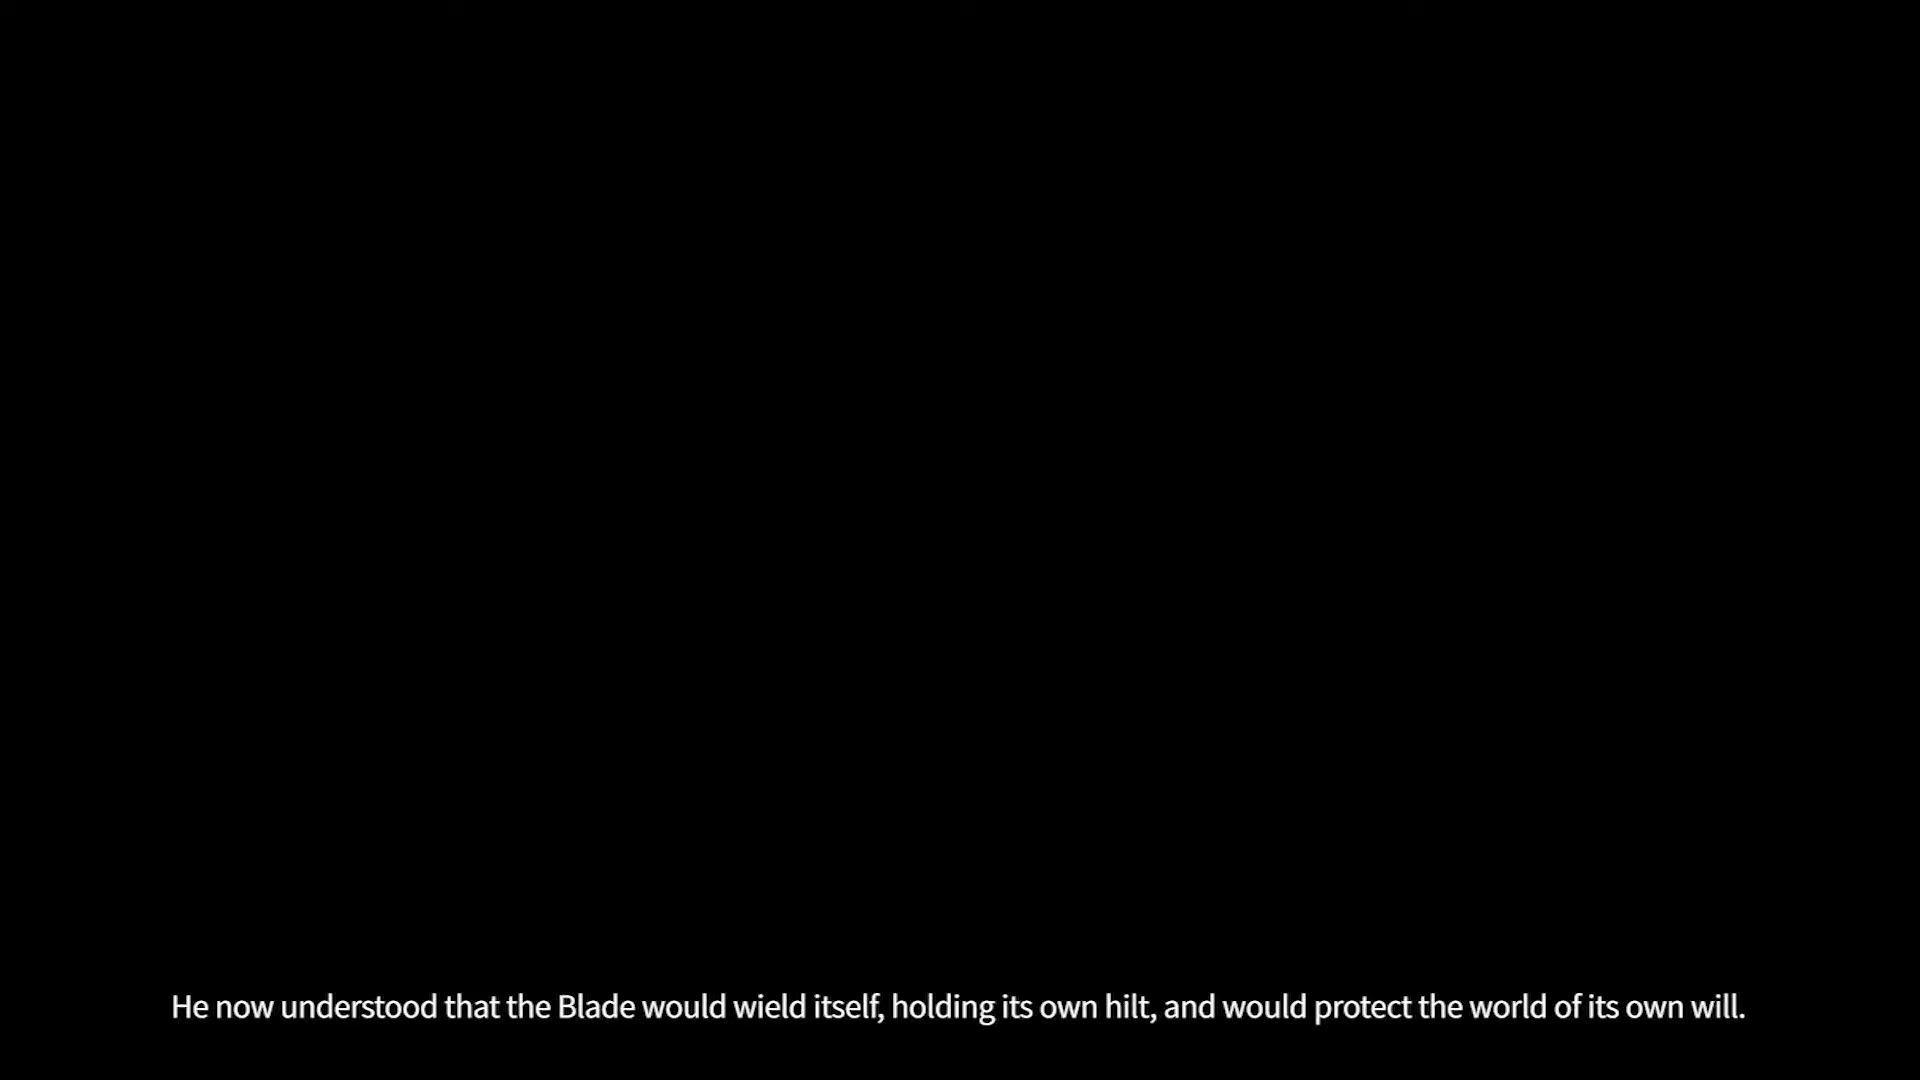 He now understood that the Blade would wield itself, holding its own hilt, and would protect the world of its own will.